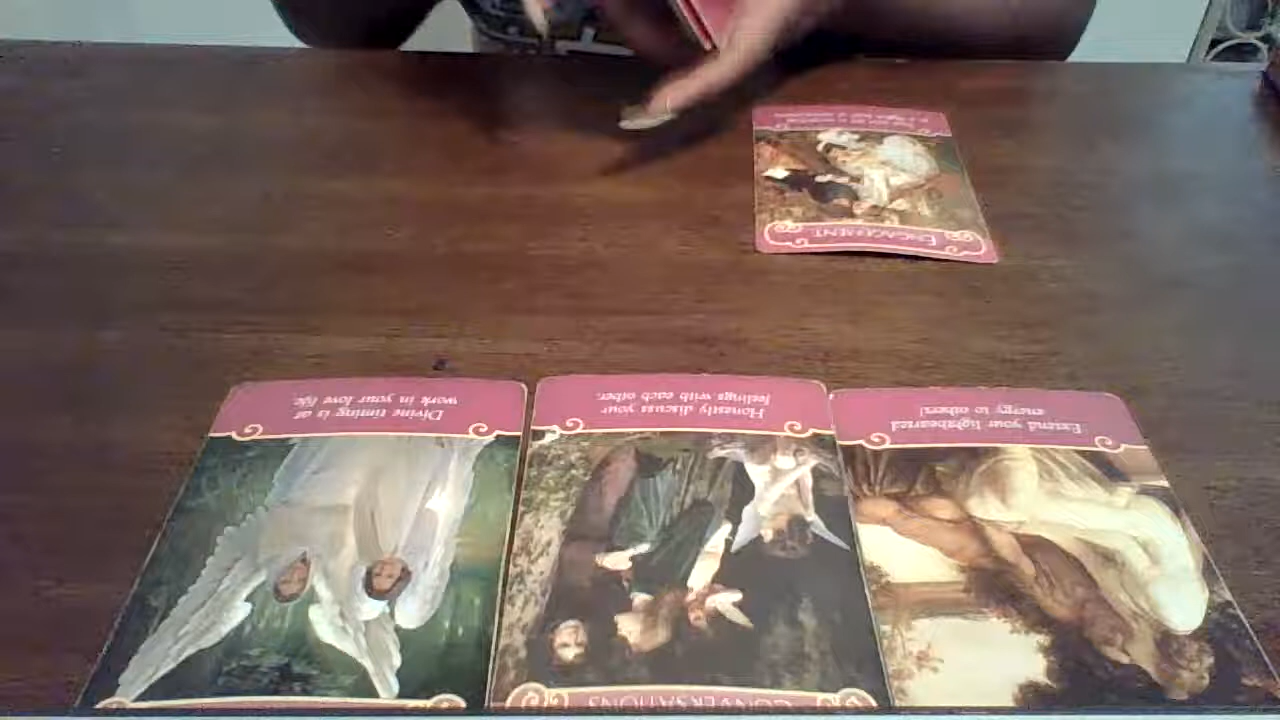 ENGAGEMENT
Divine timing is at
work in your love life.
Honestly discuss your
feelings with each other.
Extend your lighthearted
energy to others!
CONVERSATIONS